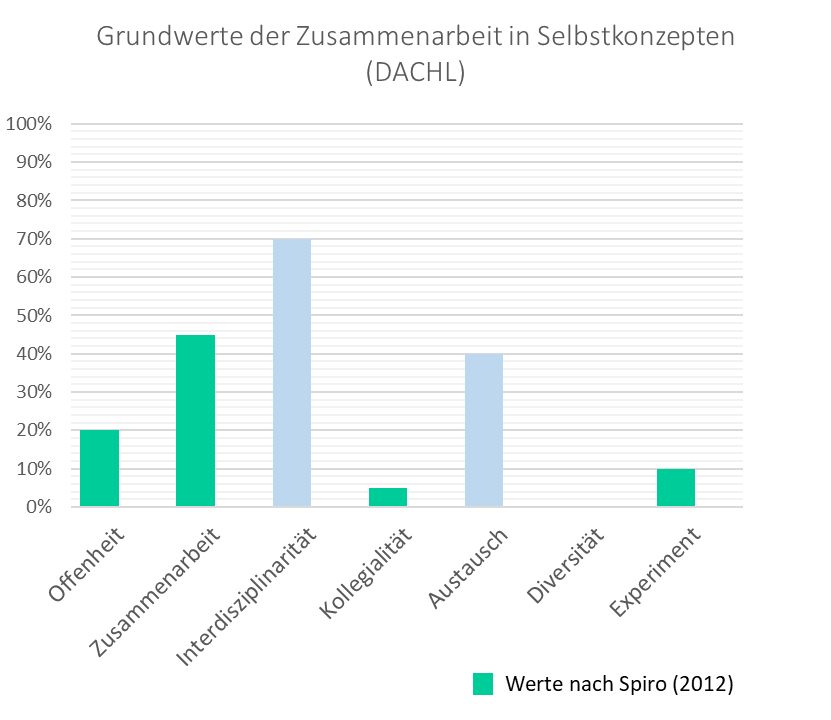 Grundwerte der Zusammenarbeit in Selbstkonzepten
(DACHL)
100%
90%
80%
70%
60%
50%
40%
30%
20%
10%
0%
Offenheit
Zusammenarbeit
Interdisziplinarität
Kollegialität
Austausch
Diversität
Experiment
Werte nach Spiro (2012)